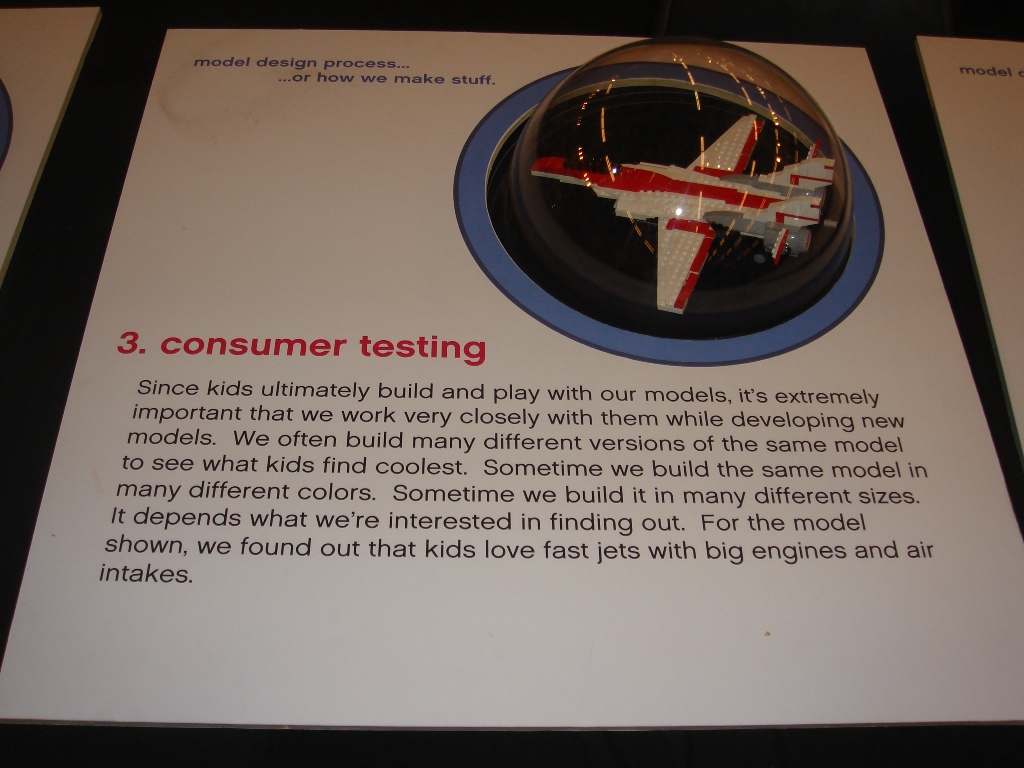 model design process...
...or how we make stuff.
model
3. consumer testing
Since kids ultimately build and play with our models, it's extremely
important that we work very closely with them while developing new
models. We often build many different versions of the same model
to see what kids find coolest. Sometime we build the same model in
many different colors. Sometime we build it in many different sizes.
It depends what we're interested in finding out. For the model
shown, we found out that kids love fast jets with big engines and air
intakes.